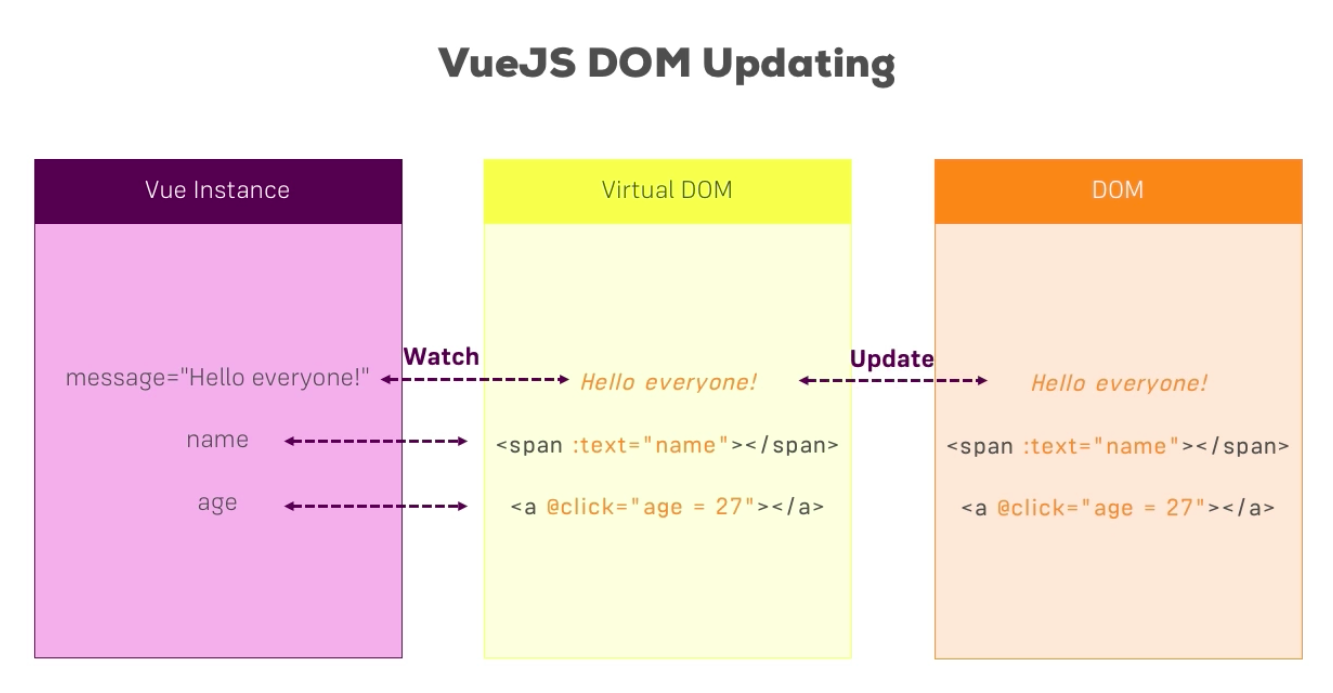 VueJS DOM Updating
Vue Instance
Virtual DOM
DOM
message="Hello everyone!"
Watch
Hello everyone!
Update
Hello everyone!
name
<span :text="name"></span>
<span :text="name"></span>
age
<a @click="age = 27"></a>
<a @click="age = 27"></a>